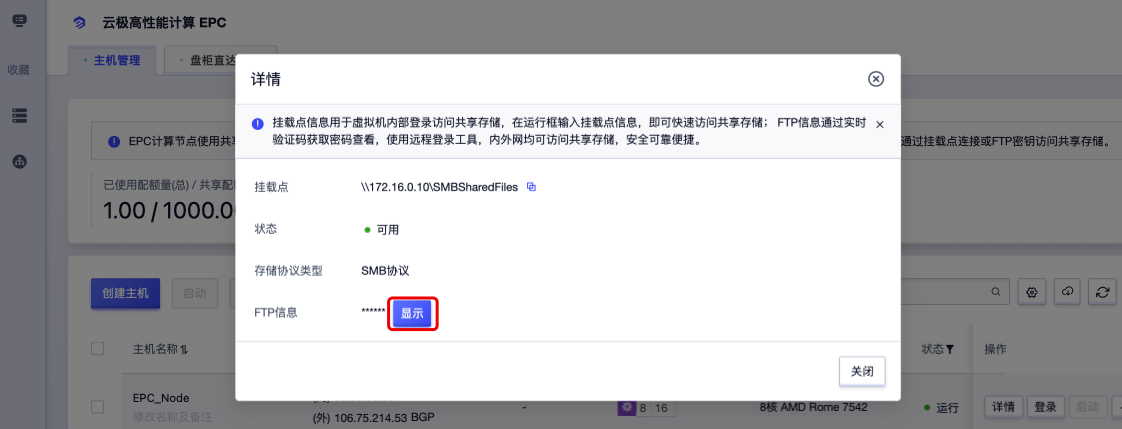 云极高性能计算 EPC
主机管理
盘柜直达
收藏
详情
挂载点信息用于虚拟机内部登录访问共享存储，在运行框输入挂载点信息，即可快速访问共享存储； FTP信息通过实时
验证码获取密码查看，使用远程登录工具，内外网均可访问共享存储，安全可靠便捷。
EPC计算节点使用共享
通过挂载点连接或FTP密钥访问共享存储。
挂载点
\\172.16.0.10\SMBSharedFiles
已使用配额量(总) / 共享配
1.00 / 1000.0
状态
可用
存储协议类型
SMB协议
创建主机
启动
FTP信息
****** 显示
主机名称
状态
操作
关闭
EPC_Node
修改名称及备注
(外) 106.75.214.53 BGP
-
8 16
8核 AMD Rome 7542
运行
详情
登录
启动